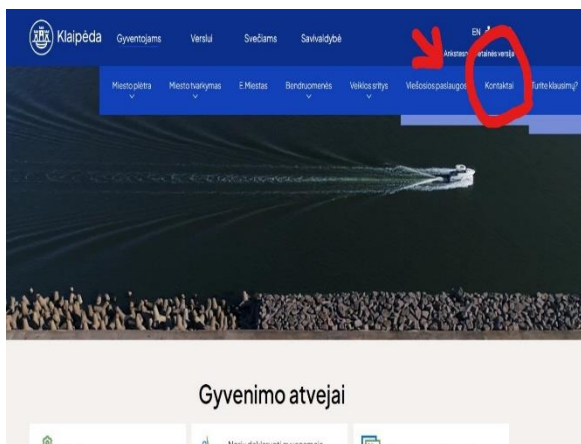 Klaipėda
Gyventojams Verslui Svečiams Savivaldybė
EN
Miesto plėtra Miesto tvarkymas E.Miestas Bendruomenės Veiklos sritys Viešosios paslaugos Kontaktai Turite klausimų?
Gyvenimo atvejai